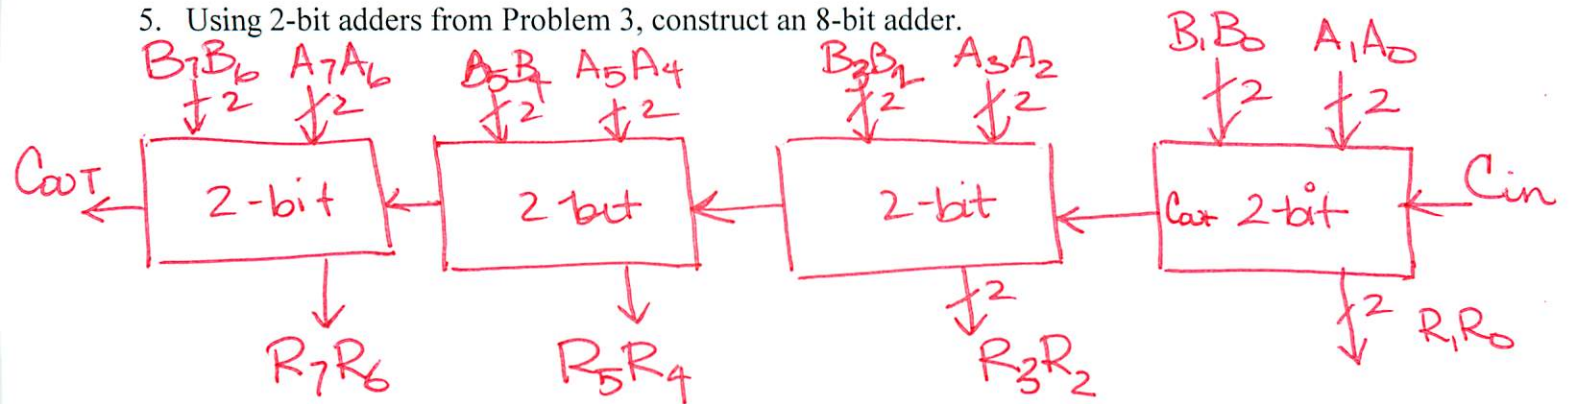 5. Using 2-bit adders from Problem 3, construct an 8-bit adder.
B7B6 A7A6 A5A4 B3B2 A3A2 B1B0 A1A0
2 2 2 2 2 2 2 2
Cout 2-bit 2 bit 2-bit Cout 2-bit Cin
2 2
R7R6 R5R4 R3R2 R1R0